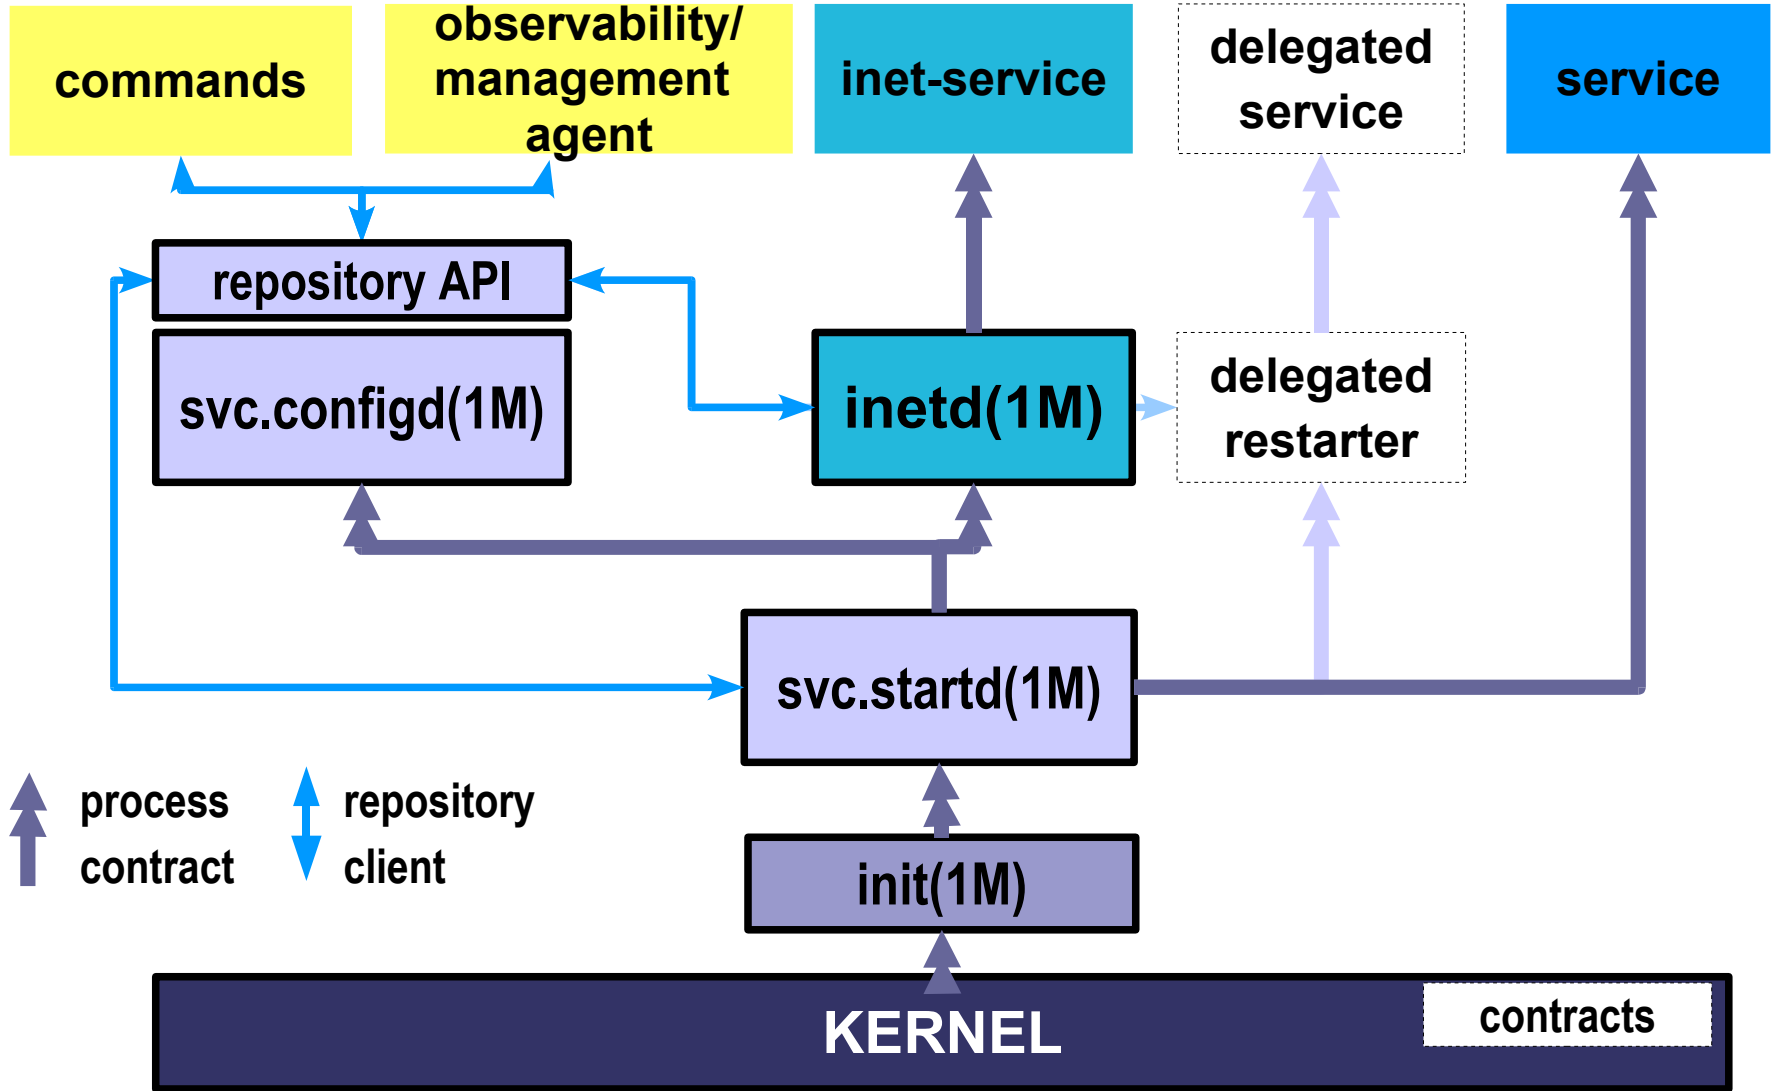 commands
observability/
management
agent
inet-service
delegated
service
service
repository API
svc.configd(1M)
inetd(1M)
delegated
restarter
svc.startd(1M)
process
contract
repository
client
init(1M)
KERNEL
contracts